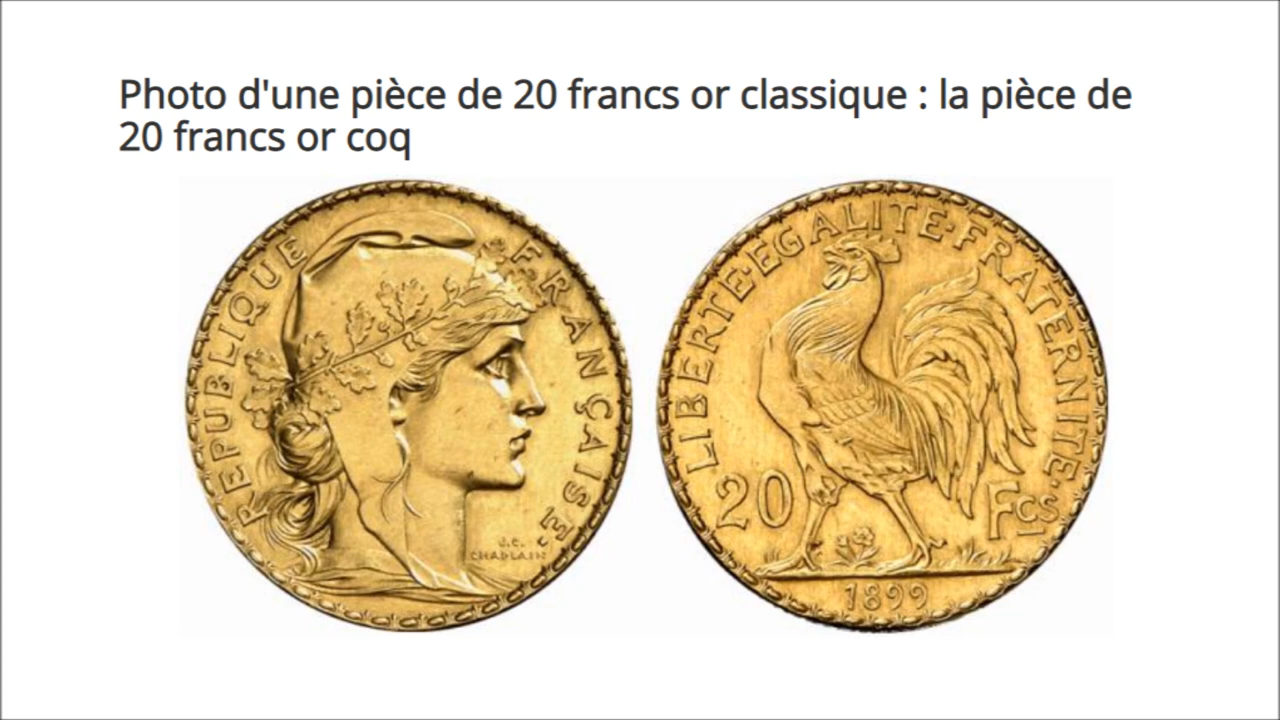 Photo d'une pièce de 20 francs or classique : la pièce de
20 francs or coq
REPUBLIQUE FRANÇAISE
J.C.
CHAPLAIN
LIBERTE·EGALITE·FRATERNITE·
20 Fcs.
1899